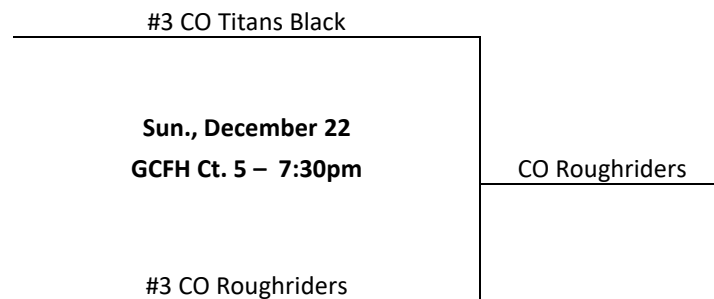 #3 CO Titans Black
Sun., December 22
GCFH Ct. 5 – 7:30pm
CO Roughriders
#3 CO Roughriders